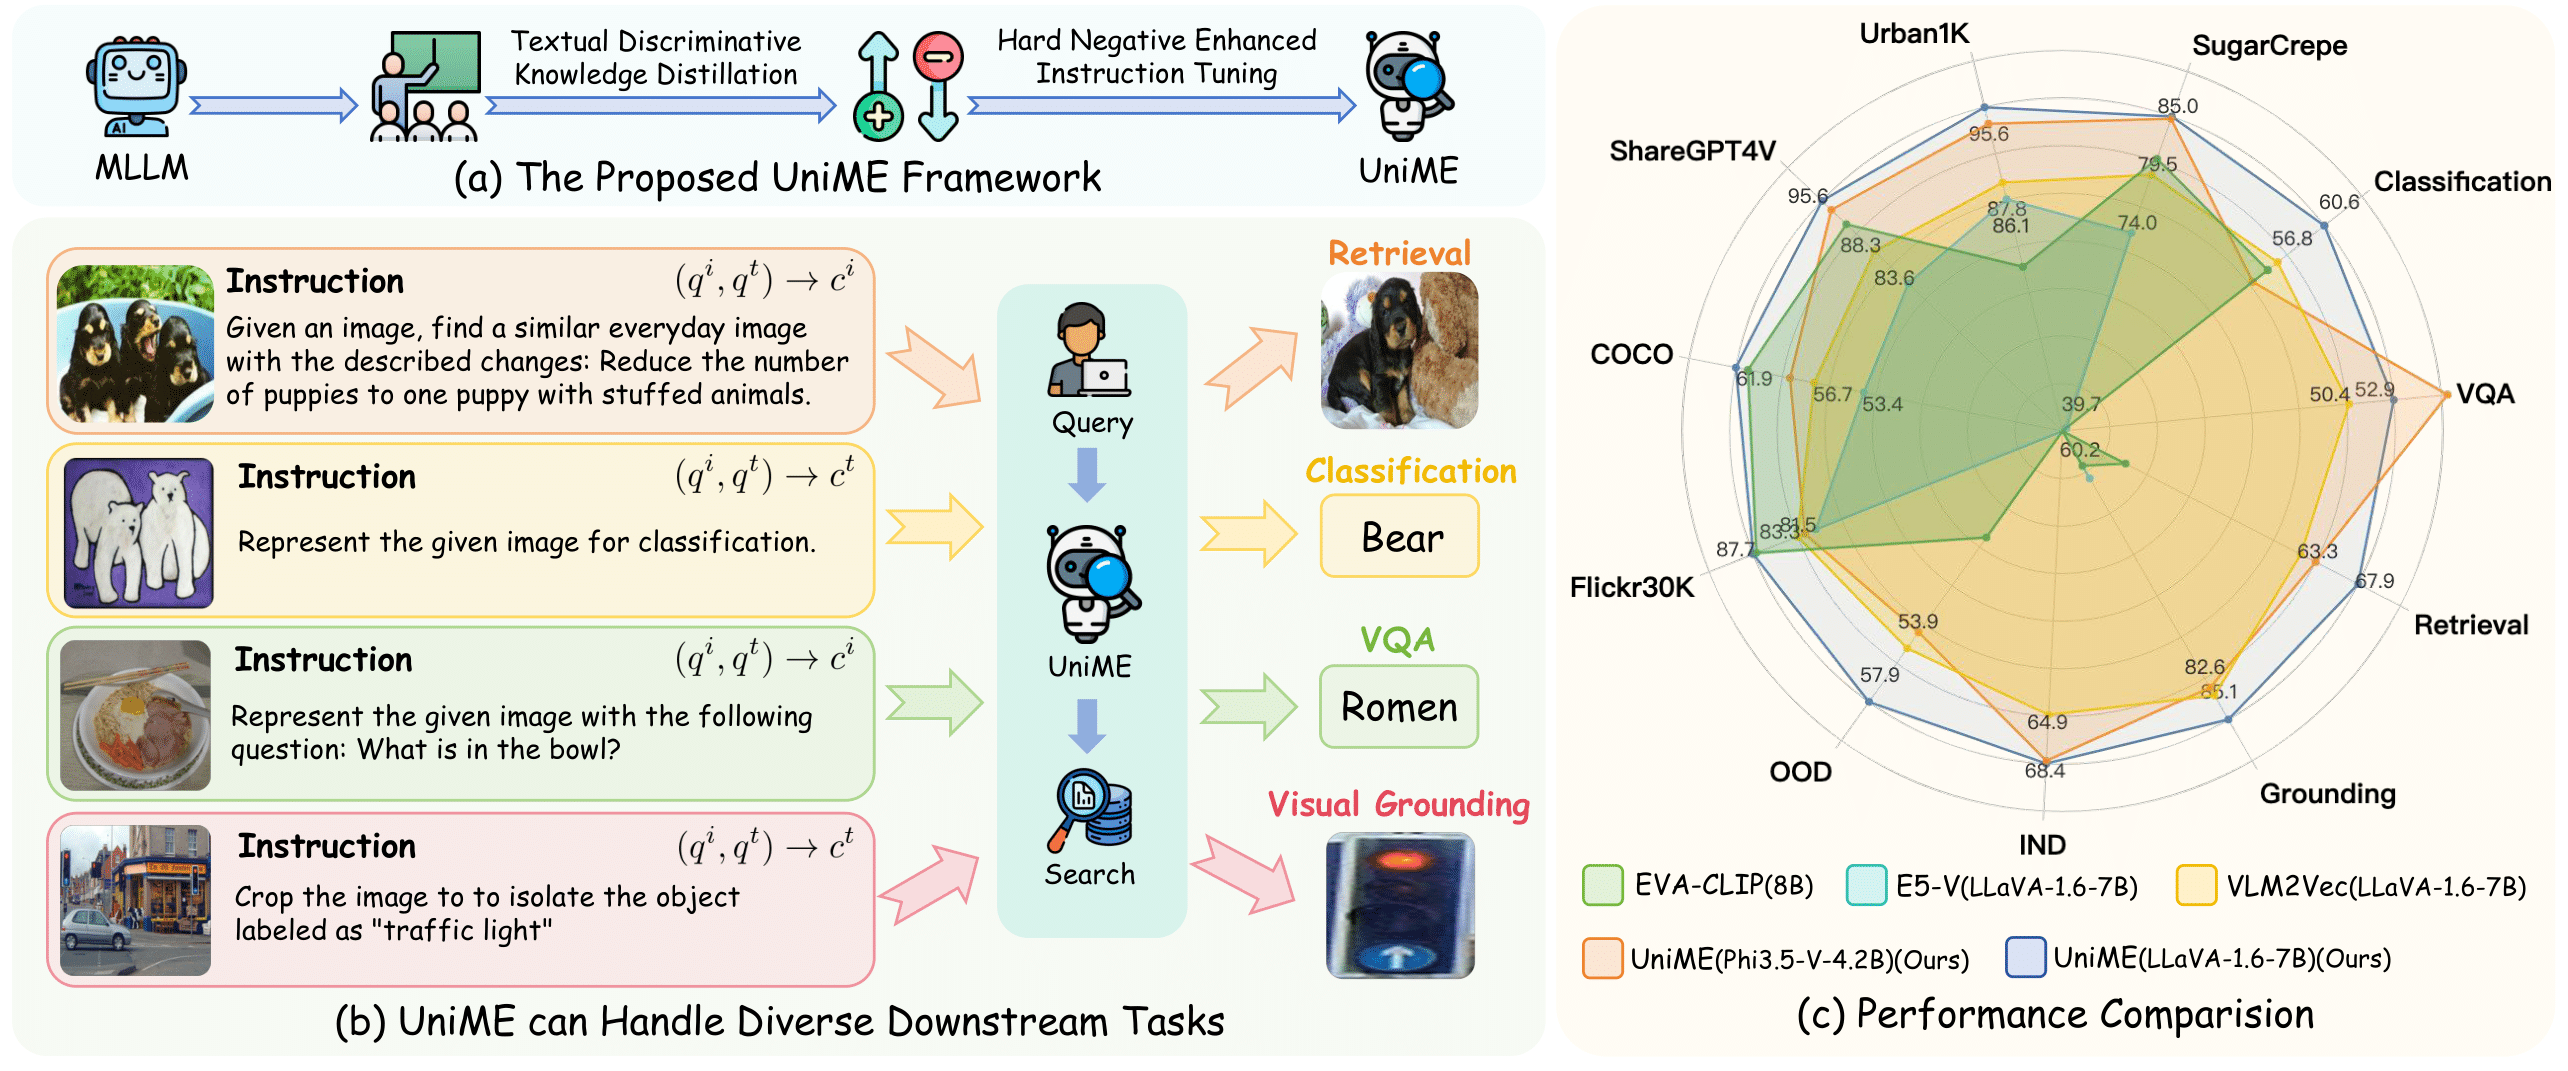 Textual Discriminative
Knowledge Distillation
Hard Negative Enhanced
Instruction Tuning
AI
MLLM
UniME
(a) The Proposed UniME Framework
Instruction
(q^i, q^t) → c^i
Given an image, find a similar everyday image
with the described changes: Reduce the number
of puppies to one puppy with stuffed animals.
Instruction
(q^i, q^t) → c^t
Represent the given image for classification.
Instruction
(q^i, q^t) → c^i
Represent the given image with the following
question: What is in the bowl?
Instruction
(q^i, q^t) → c^t
Crop the image to to isolate the object
labeled as "traffic light"
Query
UniME
Search
Retrieval
Classification
Bear
VQA
Romen
Visual Grounding
(b) UniME can Handle Diverse Downstream Tasks
Urban1K
SugarCrepe
ShareGPT4V
Classification
COCO
VQA
Flickr30K
Retrieval
OOD
Grounding
IND
85.0
95.6
79.5
95.6
60.6
87.8
86.1
74.0
56.8
88.3
83.6
61.9
56.7
53.4
39.7
50.4
52.9
60.2
81.5
83.3
87.7
63.3
67.9
53.9
57.9
82.6
85.1
64.9
68.4
EVA-CLIP(8B)
E5-V(LLaVA-1.6-7B)
VLM2Vec(LLaVA-1.6-7B)
UniME(Phi3.5-V-4.2B)(Ours)
UniME(LLaVA-1.6-7B)(Ours)
(c) Performance Comparision